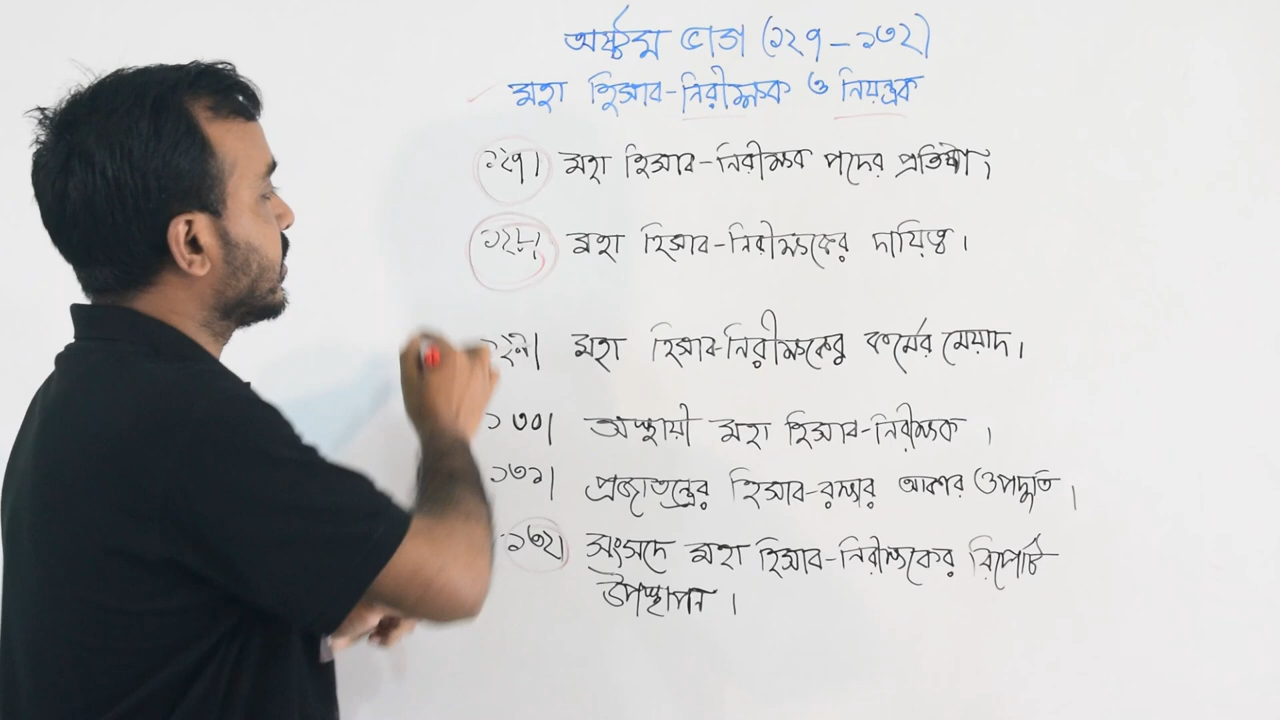 অষ্টম ভাগ (১২৭ – ১৩২)
মহা হিসাব-নিরীক্ষক ও নিয়ন্ত্রক
১২৭। মহা হিসাব-নিরীক্ষক পদের প্রতিষ্ঠা;
১২৮। মহা হিসাব-নিরীক্ষকের দায়িত্ব।
১২৯। মহা হিসাব-নিরীক্ষকের কর্মের মেয়াদ।
১৩০। অস্থায়ী মহা হিসাব-নিরীক্ষক।
১৩১। প্রজাতন্ত্রের হিসাব-রক্ষার আকার ও পদ্ধতি।
১৩২। সংসদে মহা হিসাব-নিরীক্ষকের রিপোর্ট
উপস্থাপন।